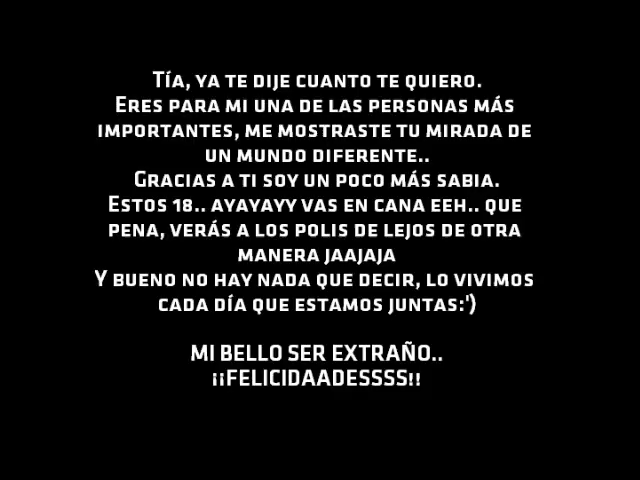 Tía, ya te dije cuanto te quiero.
Eres para mi una de las personas más
importantes, me mostraste tu mirada de
un mundo diferente..
Gracias a ti soy un poco más sabia.
Estos 18.. ayayayy vas en cana eeh.. que
pena, verás a los polis de lejos de otra
manera jaajaja
Y bueno no hay nada que decir, lo vivimos
cada día que estamos juntas:')
MI BELLO SER EXTRAÑO..
¡¡FELICIDAADESSSS!!